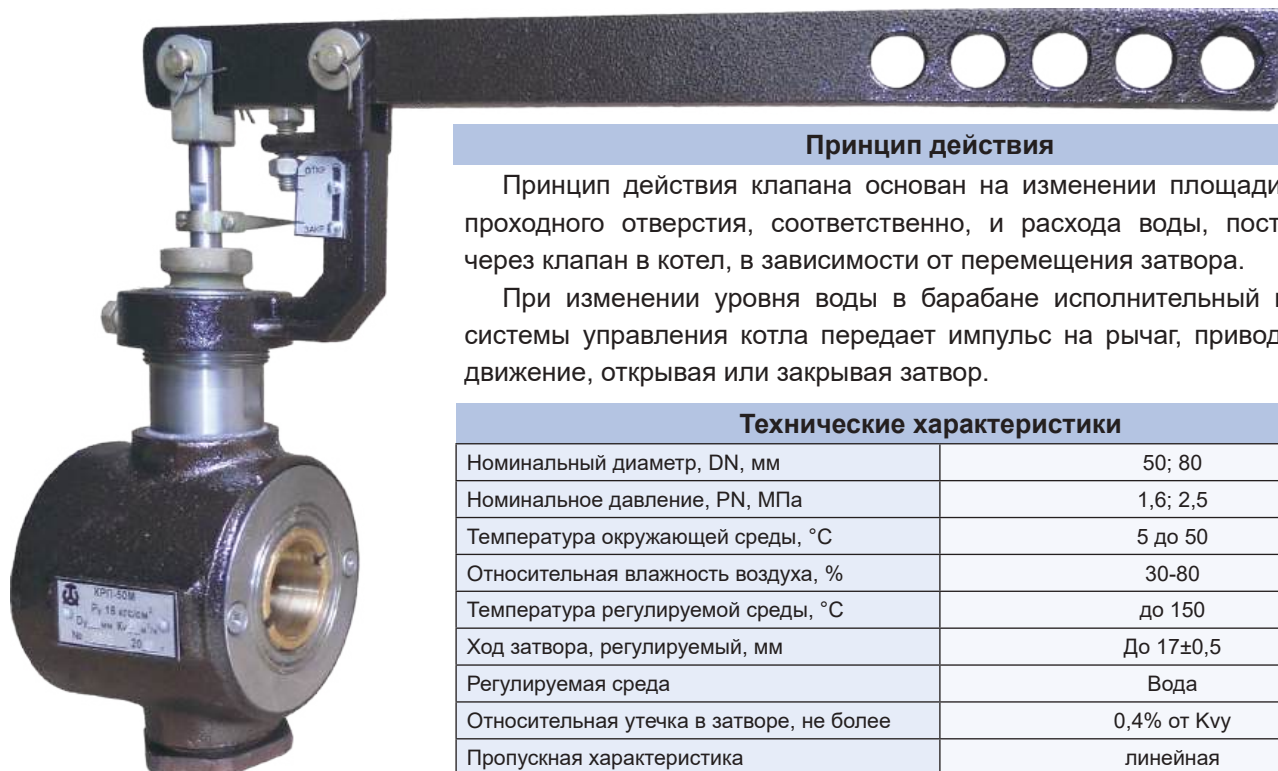 ОТКР
ЗАКР
Принцип действия
Принцип действия клапана основан на изменении площади
проходного отверстия, соответственно, и расхода воды, пост
через клапан в котел, в зависимости от перемещения затвора.
При изменении уровня воды в барабане исполнительный
системы управления котла передает импульс на рычаг, привод
движение, открывая или закрывая затвор.
Технические характеристики
Номинальный диаметр, DN, мм 50; 80
Номинальное давление, PN, МПа 1,6; 2,5
Температура окружающей среды, °С 5 до 50
Относительная влажность воздуха, % 30-80
Температура регулируемой среды, °С до 150
Ход затвора, регулируемый, мм До 17±0,5
Регулируемая среда Вода
Относительная утечка в затворе, не более 0,4% от Kvy
Пропускная характеристика линейная
КРП-50М
Ру 16 кгс/см²
Dy__мм Kv__м³/ч
№ ____ 20__г